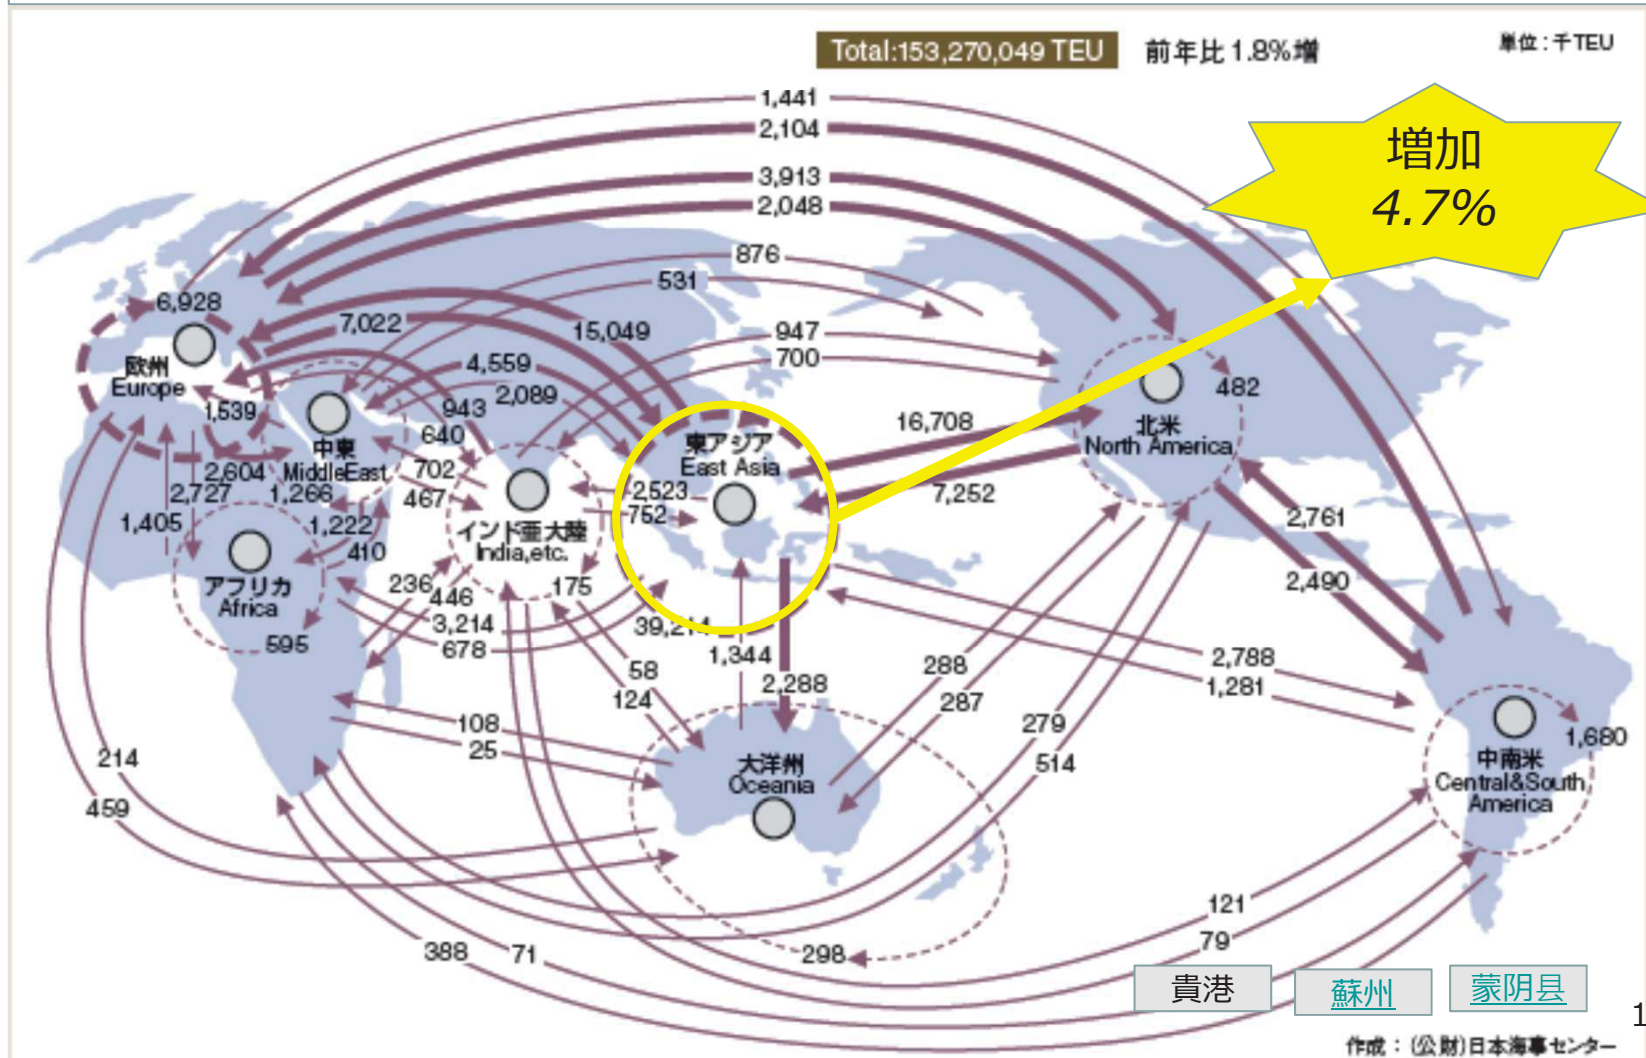 Total:153,270,049 TEU
前年比 1.8%増
単位：千TEU
1,441
2,104
増加
4.7%
3,913
2,048
876
531
6,928
7,022
15,049
947
700
欧州
Europe
4,559
2,089
482
1,539
943
640
16,708
中東
MiddleEast
東アジア
East Asia
北米
North America
2,604
702
2,727
1,266
467
2,523
752
7,252
1,405
1,222
410
インド亜大陸
India,etc.
2,761
アフリカ
Africa
236
446
175
2,490
3,214
39,214
595
678
1,344
58
288
2,788
2,288
1,281
124
287
108
25
279
514
大洋州
Oceania
1,680
中南米
Central&South
America
214
459
121
79
388
71
298
貴港
蘇州
蒙阴县
1
作成：(公財)日本海事センター